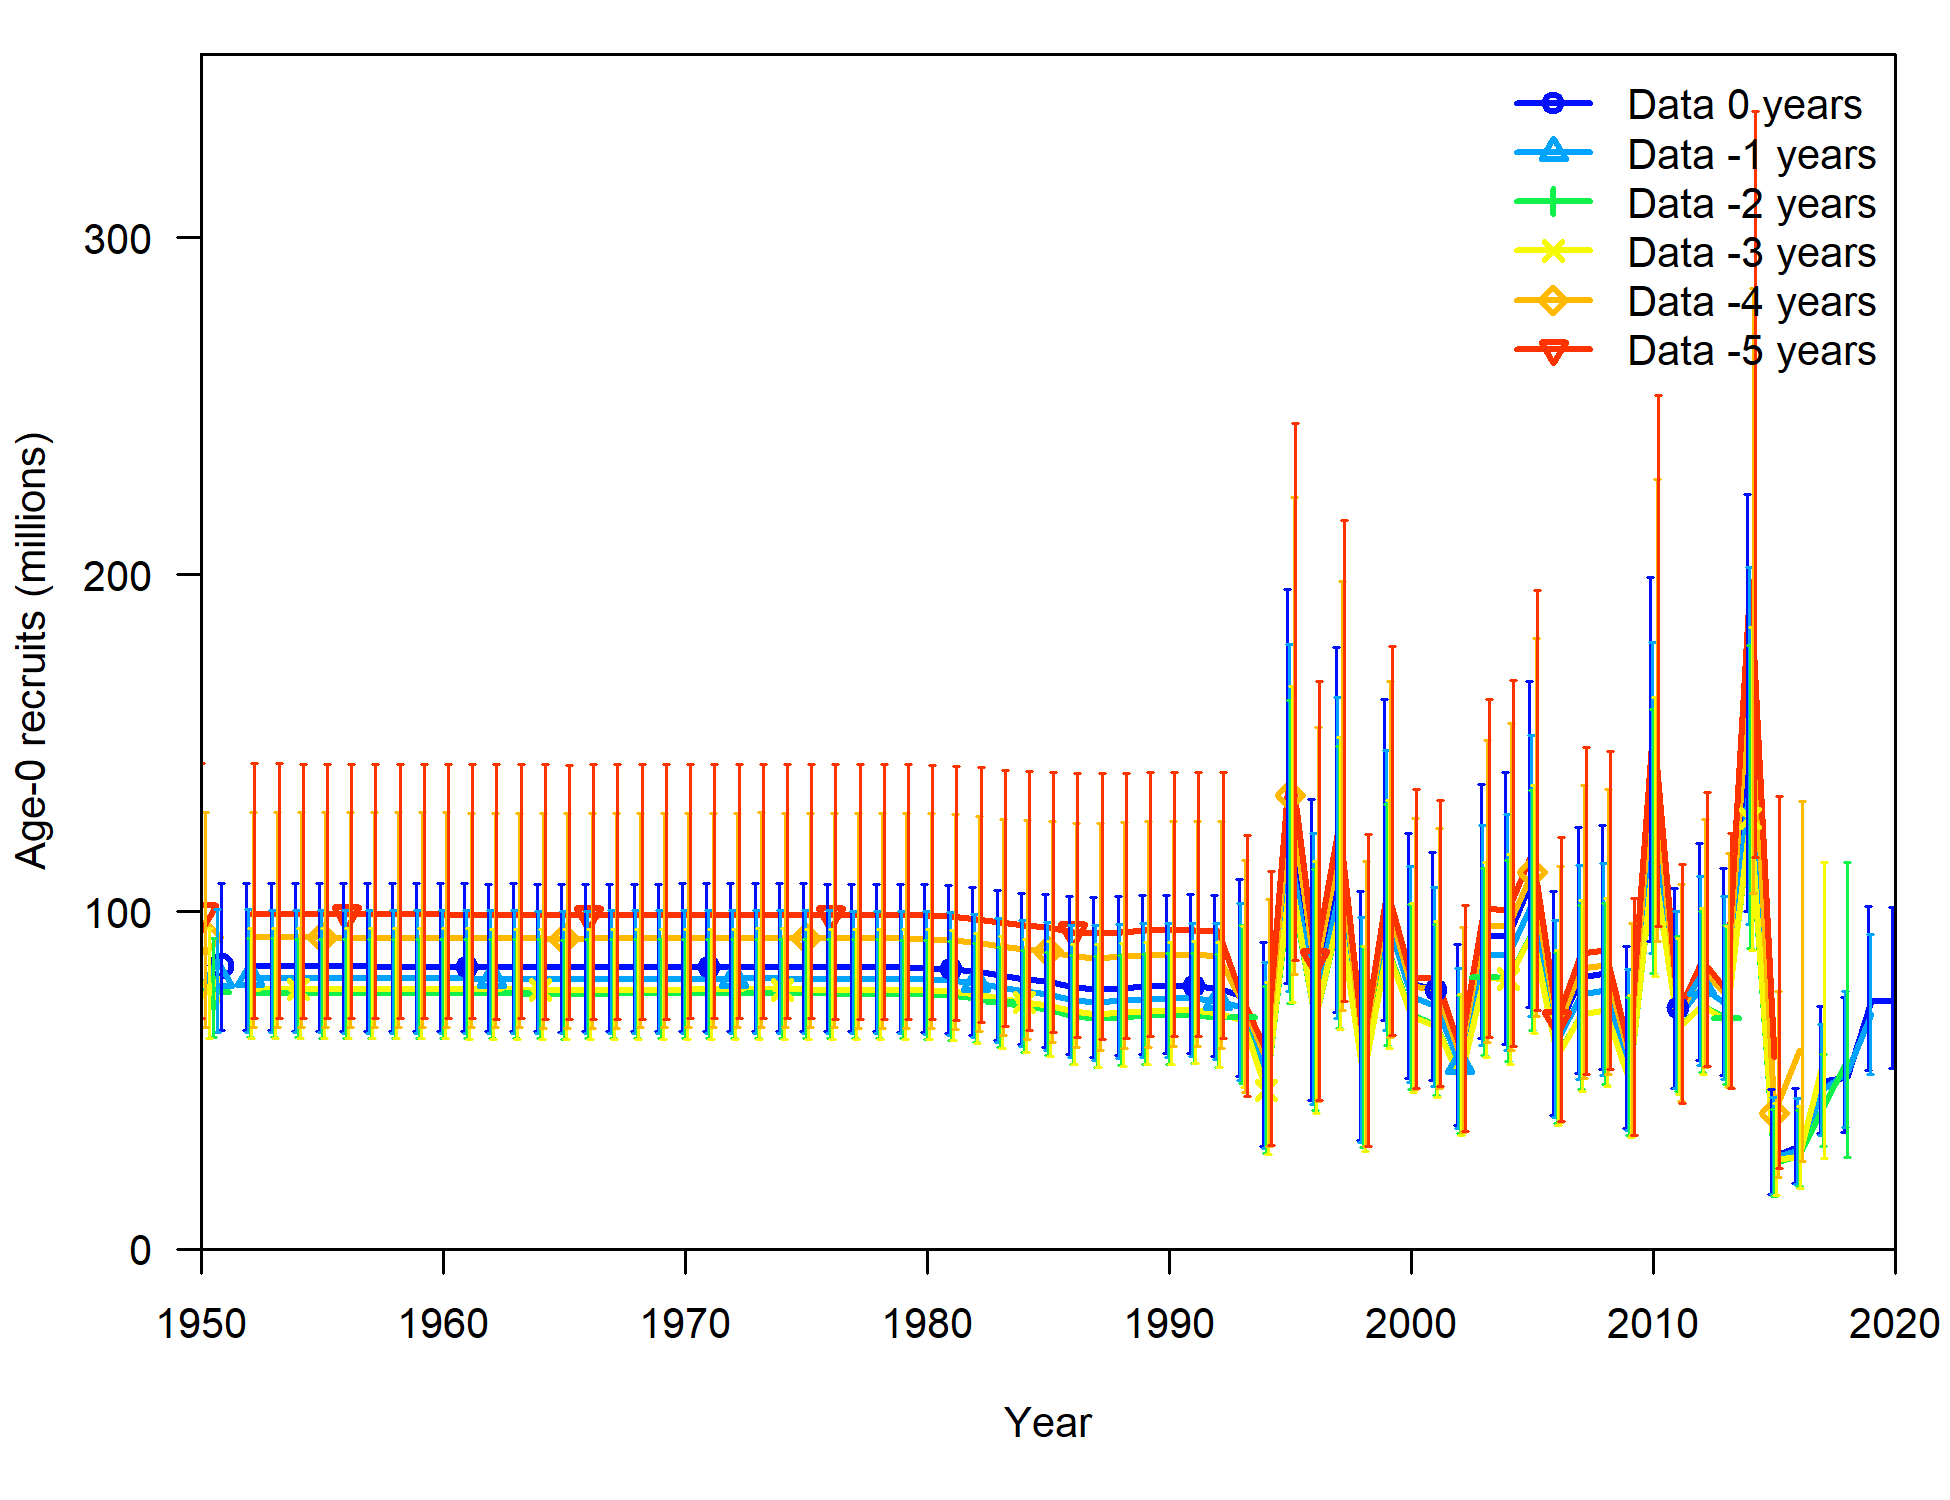 Data 0 years
Data -1 years
Data -2 years
Data -3 years
Data -4 years
Data -5 years
300
200
100
0
Age-0 recruits (millions)
1950 1960 1970 1980 1990 2000 2010 2020
Year